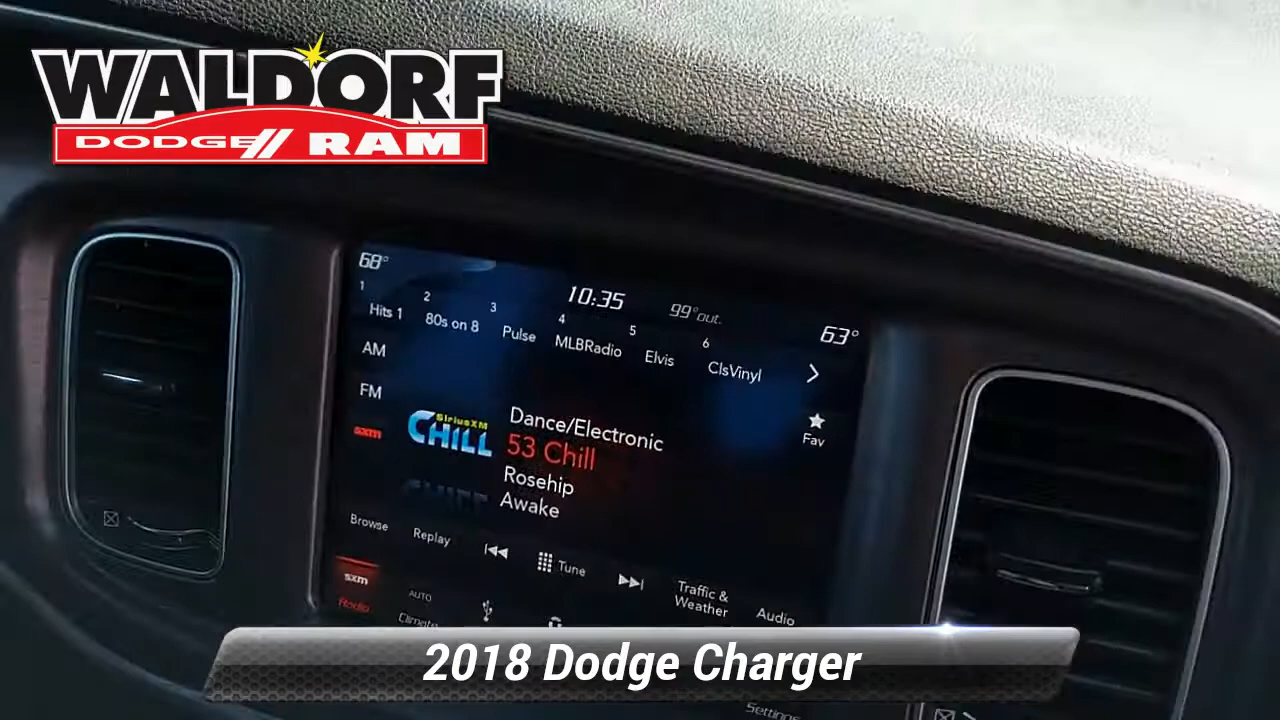 WALDORF
DODGE RAM
68°
10:35
99° out.
63°
1 2 3 4 5 6
Hits 1 80s on 8 Pulse MLBRadio Elvis ClsVinyl
AM
FM
sxm
SiriusXM
CHILL
Dance/Electronic
53 Chill
Rosehip
Awake
Fav
Browse Replay Tune Traffic & Weather Audio
sxm
Radio
AUTO
Climate
Settings
2018 Dodge Charger